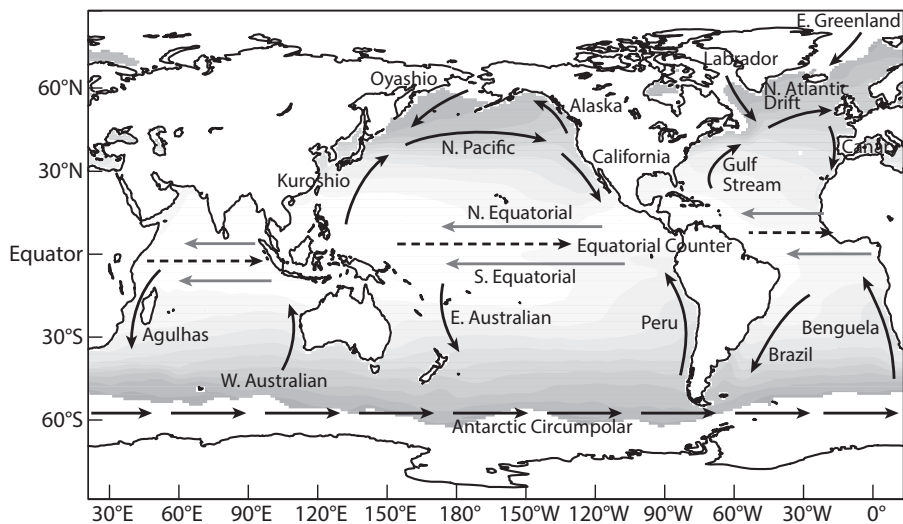 E. Greenland
Labrador
60°N
Oyashio
N. Atlantic
Drift
Alaska
N. Pacific
California
Gulf
Stream
30°N
Kuroshio
N. Equatorial
Equator
Equatorial Counter
S. Equatorial
Agulhas
E. Australian
Peru
Benguela
30°S
W. Australian
Brazil
60°S
Antarctic Circumpolar
30°E 60°E 90°E 120°E 150°E 180° 150°W 120°W 90°W 60°W 30°W 0°